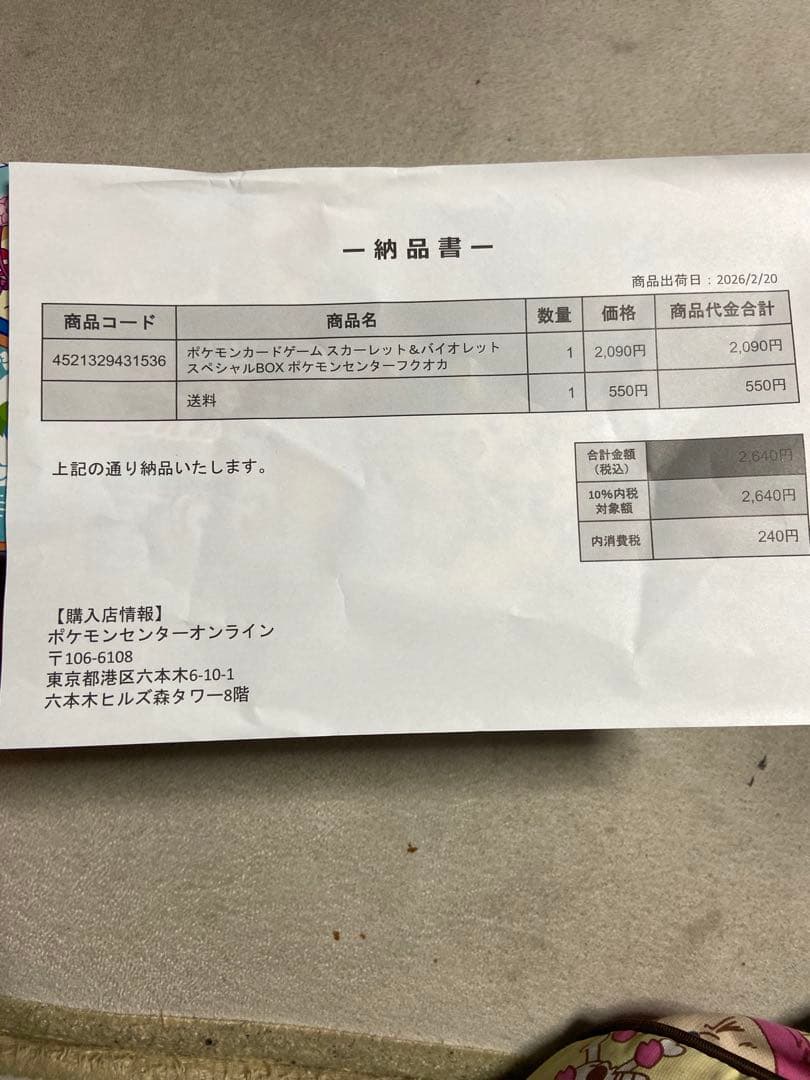 ー納品書ー
商品出荷日：2026/2/20
商品コード 商品名 数量 価格 商品代金合計
4521329431536 ポケモンカードゲーム スカーレット＆バイオレット 1 2,090円 2,090円
スペシャルBOX ポケモンセンターフクオカ
送料 1 550円 550円
上記の通り納品いたします。
合計金額 2,640円
（税込）
10%内税 2,640円
対象額
内消費税 240円
【購入店情報】
ポケモンセンターオンライン
〒106-6108
東京都港区六本木6-10-1
六本木ヒルズ森タワー8階